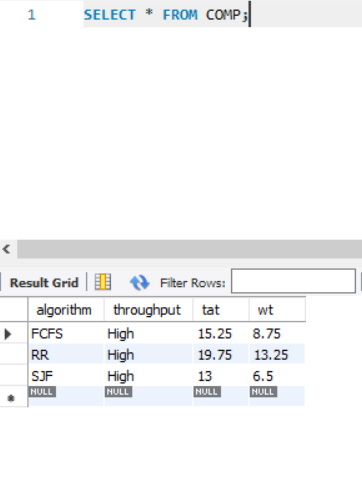 1 SELECT * FROM COMP;
Result Grid Filter Rows:
algorithm throughput tat wt
FCFS High 15.25 8.75
RR High 19.75 13.25
SJF High 13 6.5
NULL NULL NULL NULL